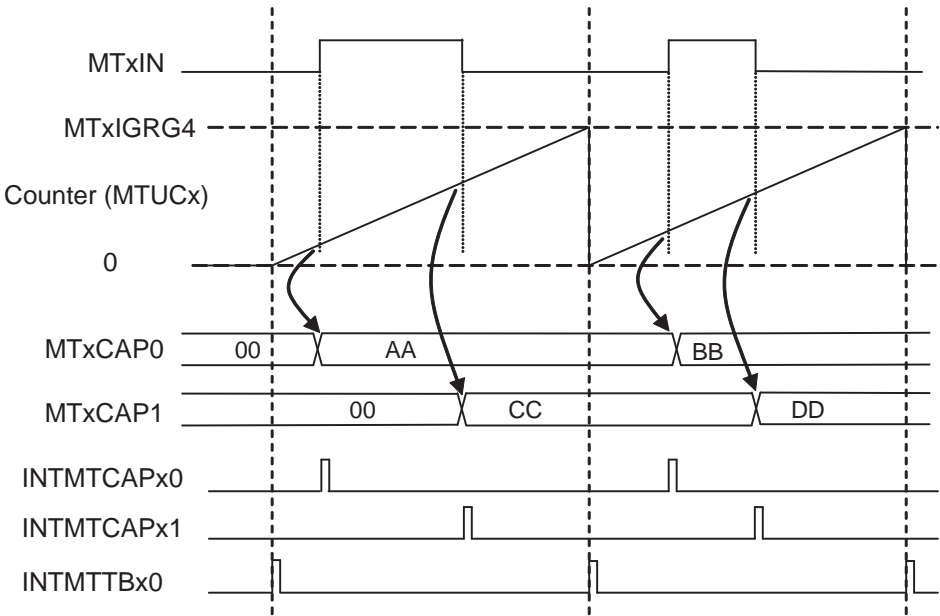 MTxIN
MTxIGRG4
Counter (MTUCx)
0
MTxCAP0 00 AA BB
MTxCAP1 00 CC DD
INTMTCAPx0
INTMTCAPx1
INTMTTBx0